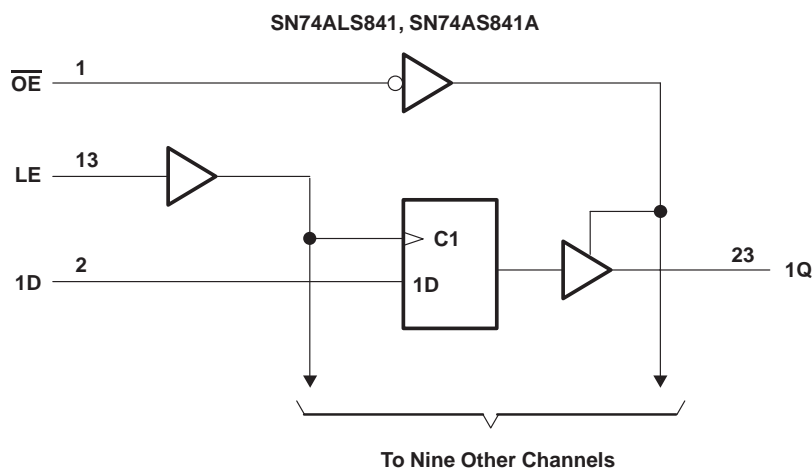 SN74ALS841, SN74AS841A
OE 1
LE 13
C1
1D 2
1D
23 1Q
To Nine Other Channels